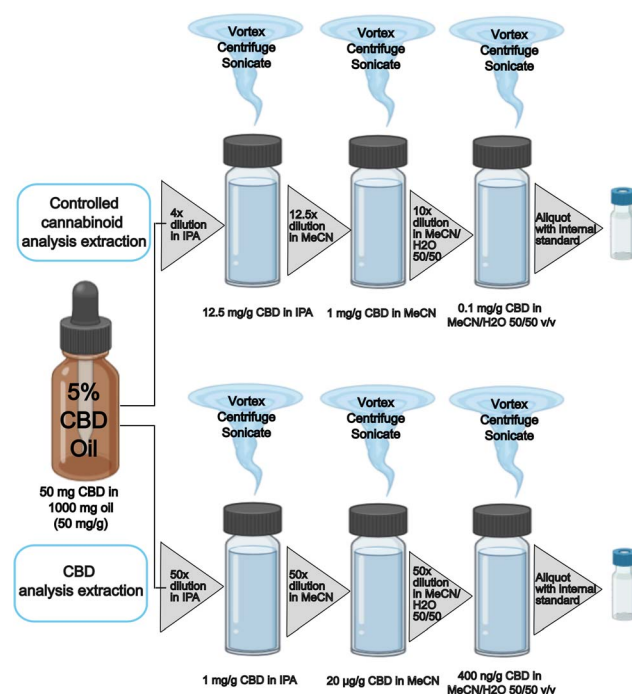 Vortex
Centrifuge
Sonicate
Vortex
Centrifuge
Sonicate
Vortex
Centrifuge
Sonicate
Controlled
cannabinoid
analysis extraction
4x
dilution
in IPA
12.5x
dilution
in MeCN
10x
dilution
in MeCN/
H2O
50/50
Aliquot
with internal
standard
12.5 mg/g CBD in IPA
1 mg/g CBD in MeCN
0.1 mg/g CBD in
MeCN/H2O 50/50 v/v
5%
CBD
Oil
50 mg CBD in
1000 mg oil
(50 mg/g)
Vortex
Centrifuge
Sonicate
Vortex
Centrifuge
Sonicate
Vortex
Centrifuge
Sonicate
CBD
analysis extraction
50x
dilution
in IPA
50x
dilution
in MeCN
50x
dilution
in MeCN/
H2O
50/50
Aliquot
with internal
standard
1 mg/g CBD in IPA
20 µg/g CBD in MeCN
400 ng/g CBD in
MeCN/H2O 50/50 v/v